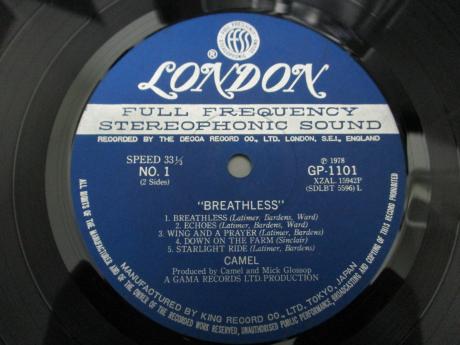 FULL FREQUENCY
FFSS
STEREOPHONIC SOUND
®
LONDON
FULL FREQUENCY
STEREOPHONIC SOUND
RECORDED BY THE DECCA RECORD CO., LTD. LONDON, S.E.I., ENGLAND
SPEED 33⅓
NO. 1
(2 Sides)
℗ 1978
GP-1101
XZAL. 15942P
(SDLBT 5596) L
"BREATHLESS"
1. BREATHLESS (Latimer, Bardens, Ward)
2. ECHOES (Latimer, Bardens, Ward)
3. WING AND A PRAYER (Latimer, Bardens)
4. DOWN ON THE FARM (Sinclair)
5. STARLIGHT RIDE (Latimer, Bardens)
CAMEL
Produced by Camel and Mick Glossop
A GAMA RECORDS LTD. PRODUCTION
MANUFACTURED BY KING RECORD CO., LTD. TOKYO, JAPAN
ALL RIGHTS OF THE MANUFACTURER AND OF THE OWNER OF THE RECORDED WORK RESERVED, UNAUTHORISED PUBLIC PERFORMANCE, BROADCASTING AND COPYING OF THIS RECORD PROHIBITED